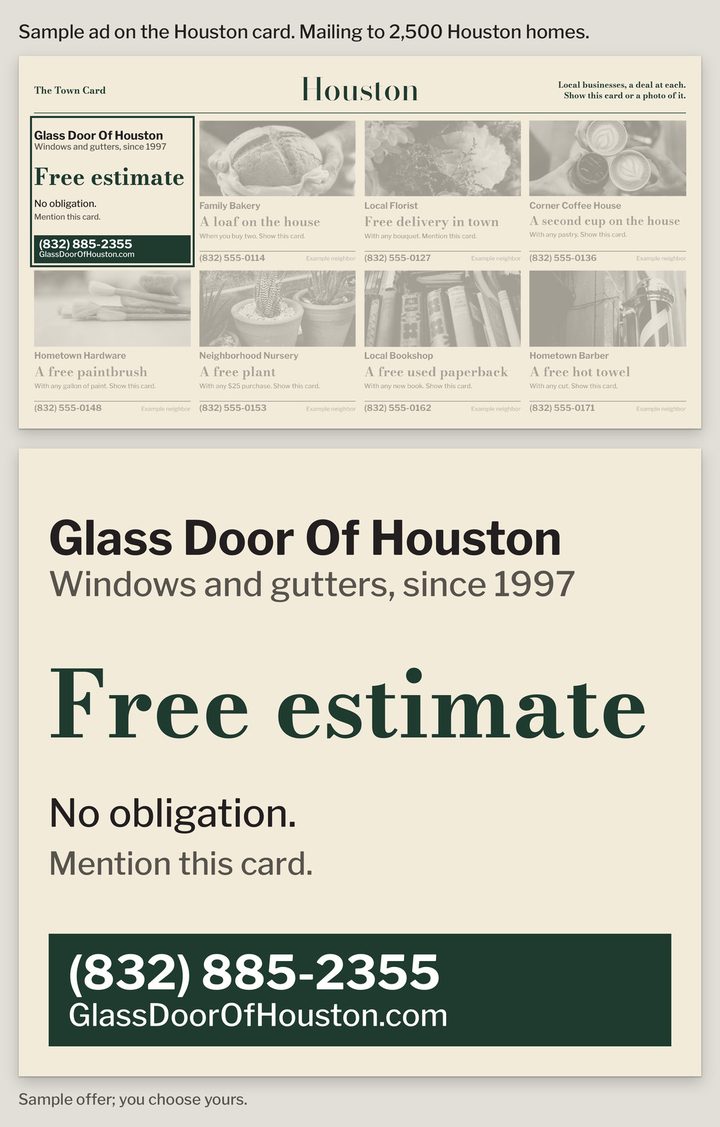 Sample ad on the Houston card. Mailing to 2,500 Houston homes.
The Town Card
Houston
Local businesses, a deal at each.
Show this card or a photo of it.
Glass Door Of Houston
Windows and gutters, since 1997
Free estimate
No obligation.
Mention this card.
(832) 885-2355
GlassDoorOfHouston.com
Family Bakery
A loaf on the house
When you buy two. Show this card.
(832) 555-0114
Example neighbor
Local Florist
Free delivery in town
With any bouquet. Mention this card.
(832) 555-0127
Example neighbor
Corner Coffee House
A second cup on the house
With any pastry. Show this card.
(832) 555-0136
Example neighbor
Hometown Hardware
A free paintbrush
With any gallon of paint. Show this card.
(832) 555-0148
Example neighbor
Neighborhood Nursery
A free plant
With any $25 purchase. Show this card.
(832) 555-0153
Example neighbor
Local Bookshop
A free used paperback
With any new book. Show this card.
(832) 555-0162
Example neighbor
Hometown Barber
A free hot towel
With any cut. Show this card.
(832) 555-0171
Example neighbor
Glass Door Of Houston
Windows and gutters, since 1997
Free estimate
No obligation.
Mention this card.
(832) 885-2355
GlassDoorOfHouston.com
Sample offer; you choose yours.